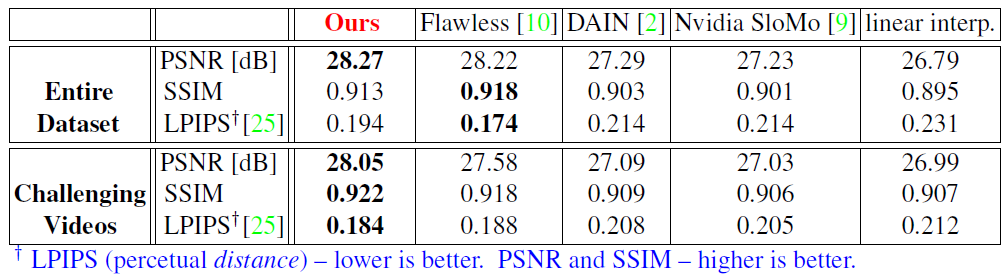 Ours Flawless [10] DAIN [2] Nvidia SloMo [9] linear interp.
PSNR [dB] 28.27 28.22 27.29 27.23 26.79
Entire SSIM 0.913 0.918 0.903 0.901 0.895
Dataset LPIPS†[25] 0.194 0.174 0.214 0.214 0.231
PSNR [dB] 28.05 27.58 27.09 27.03 26.99
Challenging SSIM 0.922 0.918 0.909 0.906 0.907
Videos LPIPS†[25] 0.184 0.188 0.208 0.205 0.212
† LPIPS (percetual distance) – lower is better. PSNR and SSIM – higher is better.